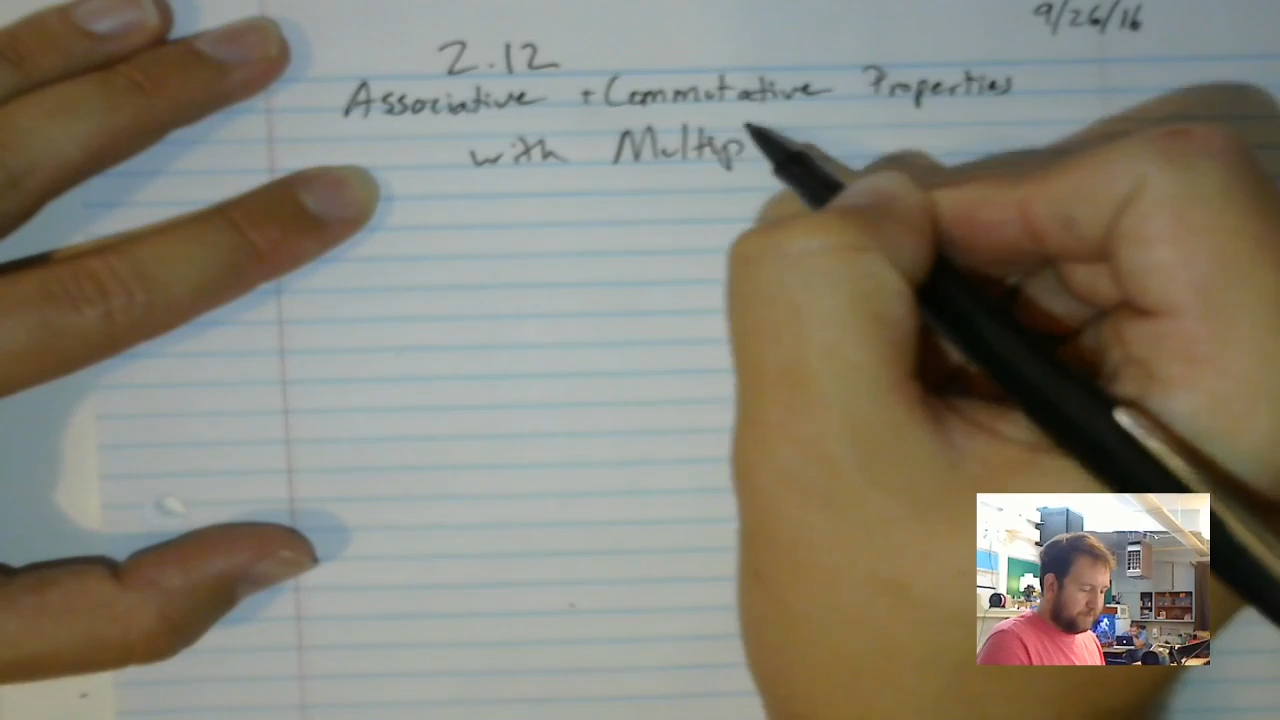 9/26/16
2.12
Associative + Commutative Properties
with Multip